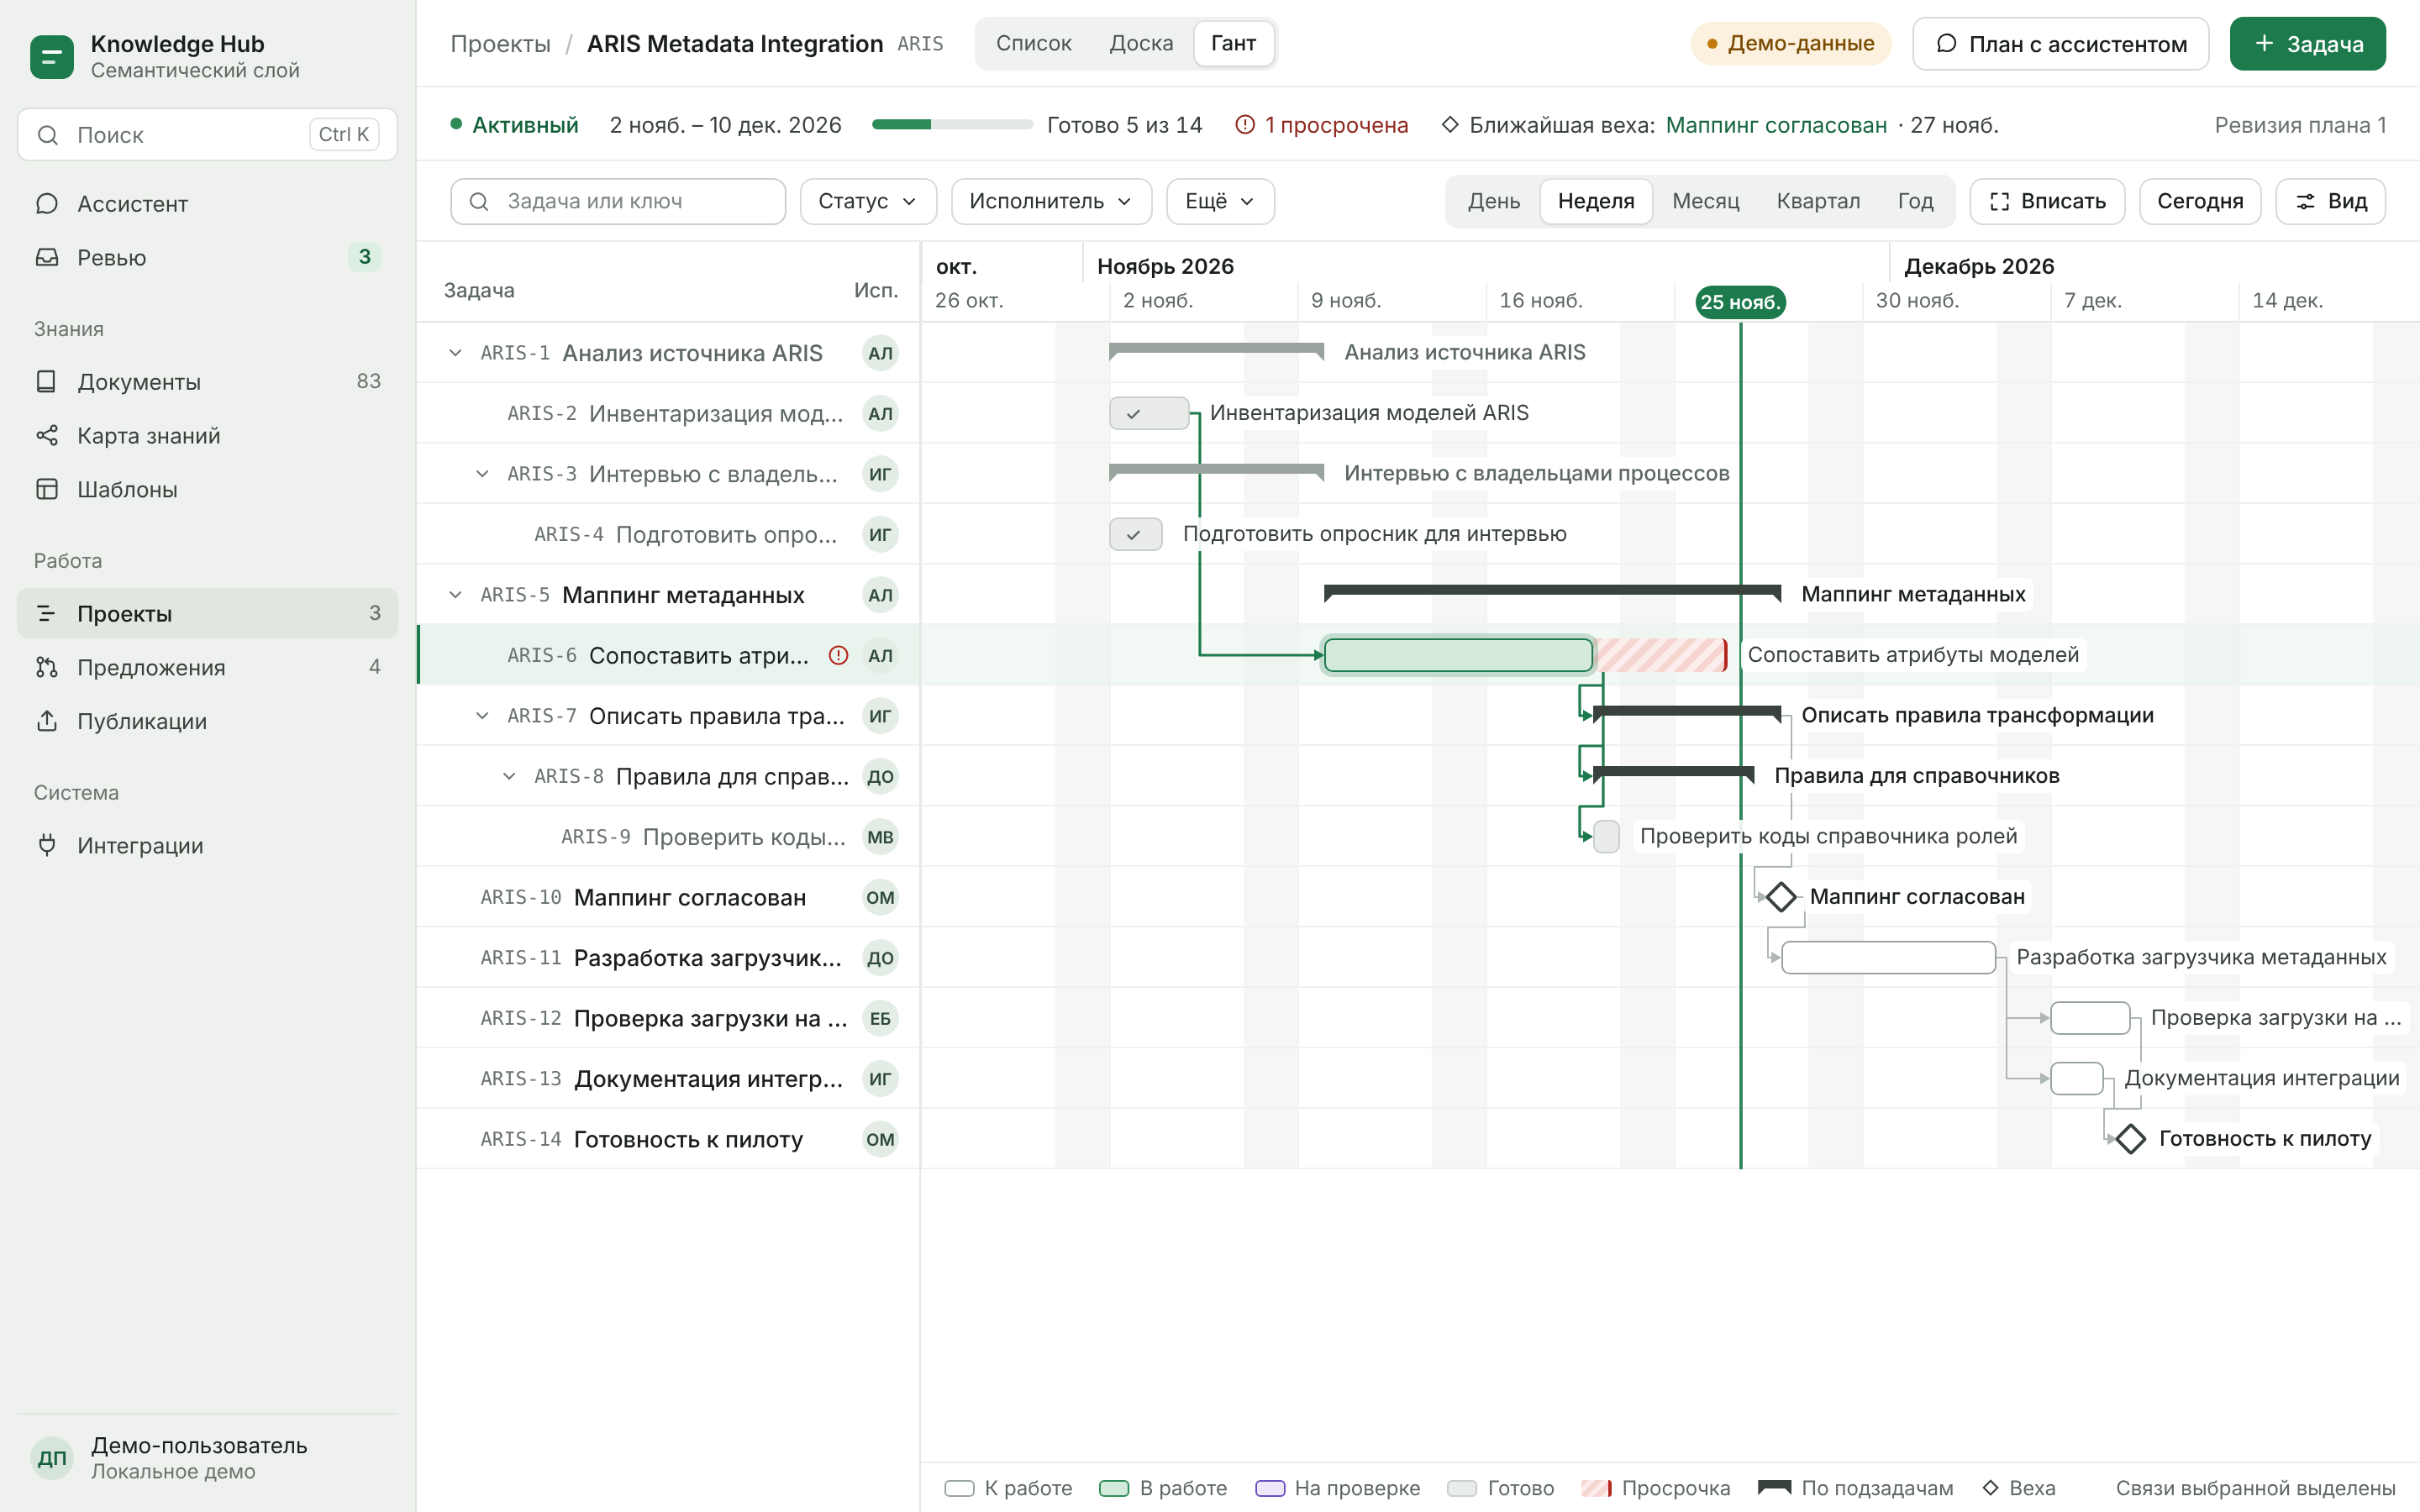 Knowledge Hub
Семантический слой
Поиск Ctrl K
Ассистент
Ревью 3
Знания
Документы 83
Карта знаний
Шаблоны
Работа
Проекты 3
Предложения 4
Публикации
Система
Интеграции
ДП Демо-пользователь
Локальное демо
Проекты / ARIS Metadata Integration ARIS Список Доска Гант Демо-данные План с ассистентом + Задача
Активный 2 нояб. – 10 дек. 2026 Готово 5 из 14 1 просрочена Ближайшая веха: Маппинг согласован · 27 нояб. Ревизия плана 1
Задача или ключ Статус Исполнитель Ещё День Неделя Месяц Квартал Год Вписать Сегодня Вид
окт. Ноябрь 2026 Декабрь 2026
Задача Исп. 26 окт. 2 нояб. 9 нояб. 16 нояб. 25 нояб. 30 нояб. 7 дек. 14 дек.
ARIS-1 Анализ источника ARIS АЛ Анализ источника ARIS
ARIS-2 Инвентаризация мод... АЛ Инвентаризация моделей ARIS
ARIS-3 Интервью с владель... ИГ Интервью с владельцами процессов
ARIS-4 Подготовить опро... ИГ Подготовить опросник для интервью
ARIS-5 Маппинг метаданных АЛ Маппинг метаданных
ARIS-6 Сопоставить атри... АЛ Сопоставить атрибуты моделей
ARIS-7 Описать правила тра... ИГ Описать правила трансформации
ARIS-8 Правила для справ... ДО Правила для справочников
ARIS-9 Проверить коды... МВ Проверить коды справочника ролей
ARIS-10 Маппинг согласован ОМ Маппинг согласован
ARIS-11 Разработка загрузчик... ДО Разработка загрузчика метаданных
ARIS-12 Проверка загрузки на ... ЕБ Проверка загрузки на ...
ARIS-13 Документация интегр... ИГ Документация интеграции
ARIS-14 Готовность к пилоту ОМ Готовность к пилоту
К работе В работе На проверке Готово Просрочка По подзадачам Веха Связи выбранной выделены